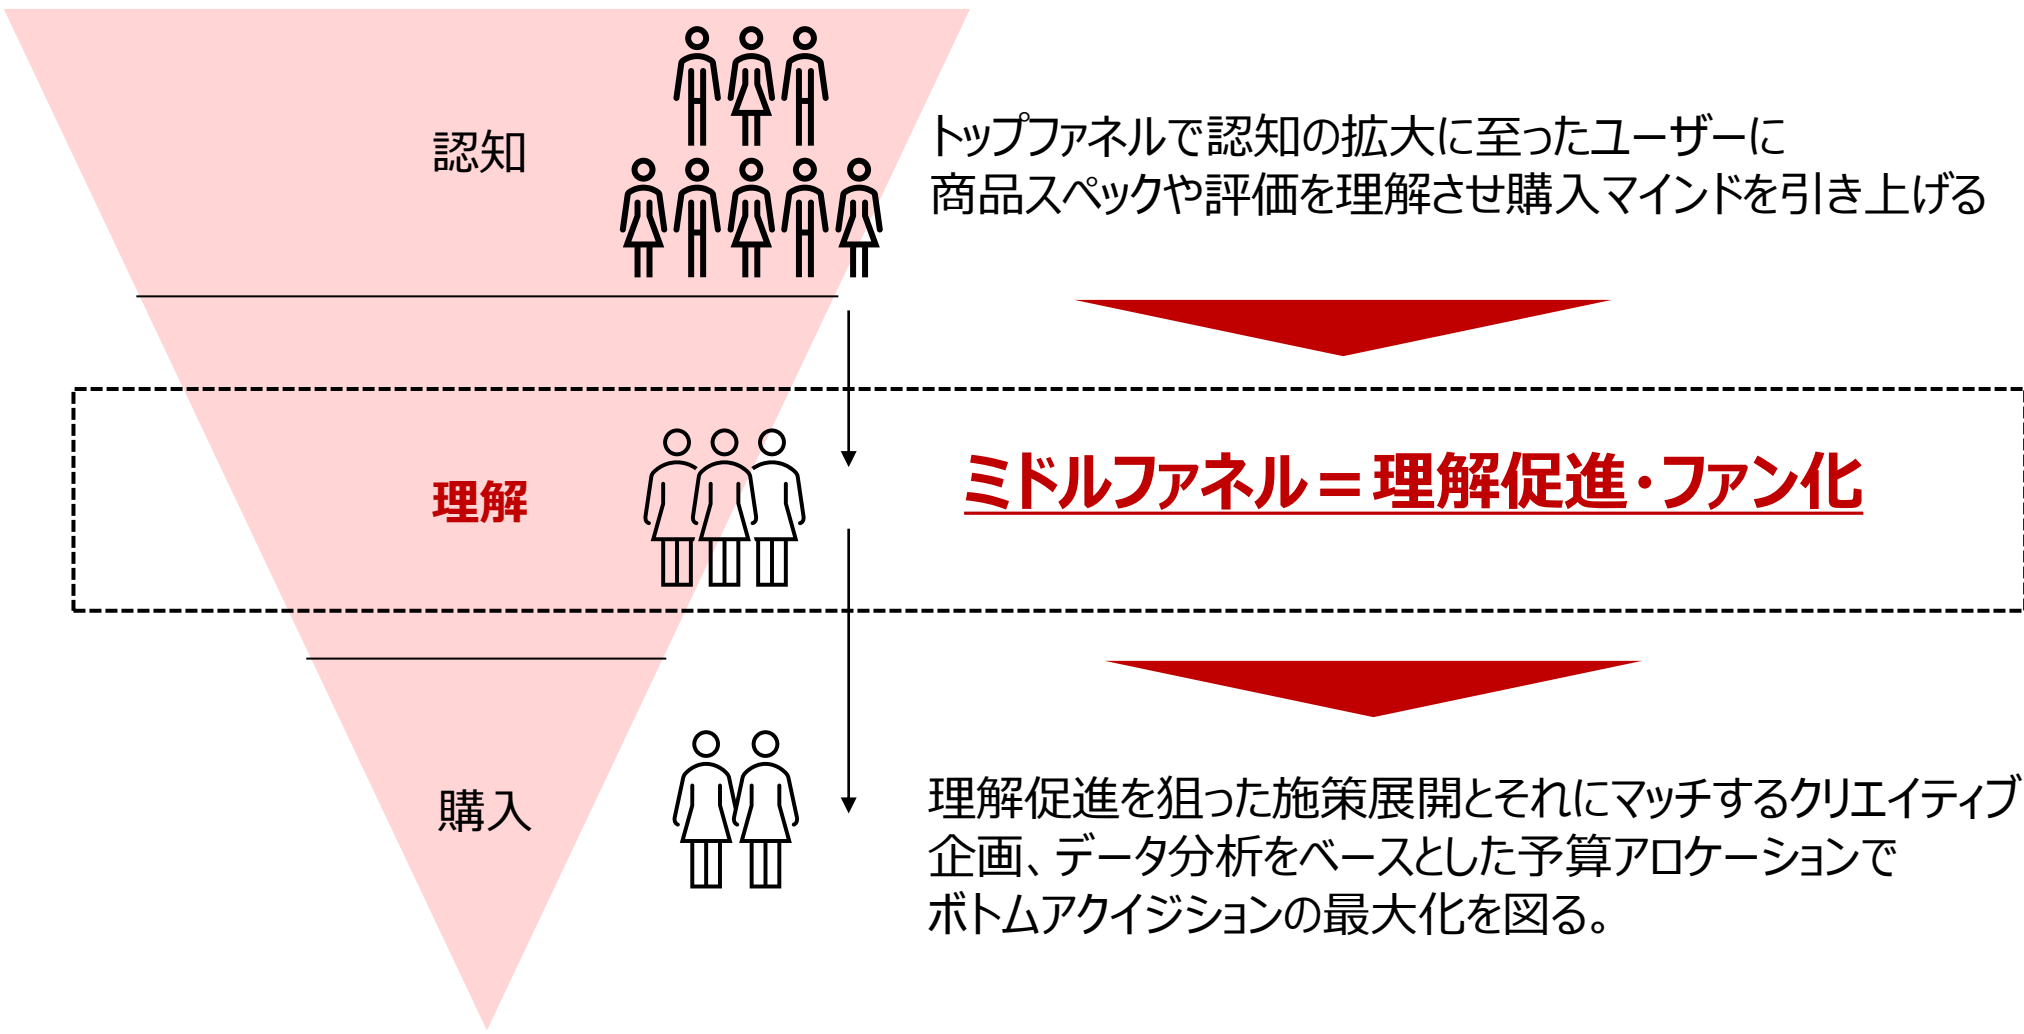 認知
トップファネルで認知の拡大に至ったユーザーに
商品スペックや評価を理解させ購入マインドを引き上げる
理解
ミドルファネル＝理解促進・ファン化
購入
理解促進を狙った施策展開とそれにマッチするクリエイティブ
企画、データ分析をベースとした予算アロケーションで
ボトムアクイジションの最大化を図る。